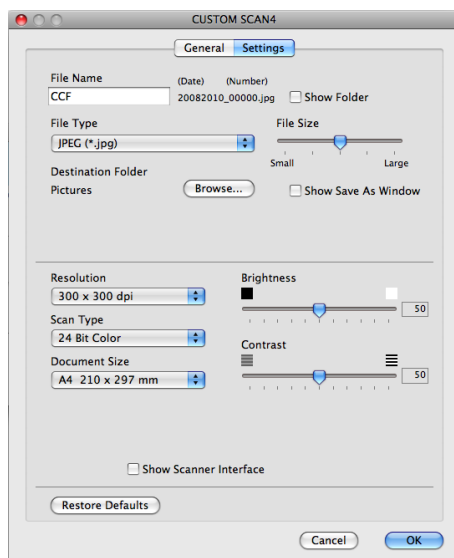 CUSTOM SCAN4
General Settings
File Name
(Date) (Number)
CCF
20082010_00000.jpg
Show Folder
File Type
File Size
JPEG (*.jpg)
Small Large
Destination Folder
Pictures
Browse...
Show Save As Window
Resolution
Brightness
300 x 300 dpi
50
Scan Type
24 Bit Color
Contrast
Document Size
A4 210 x 297 mm
50
Show Scanner Interface
Restore Defaults
Cancel OK